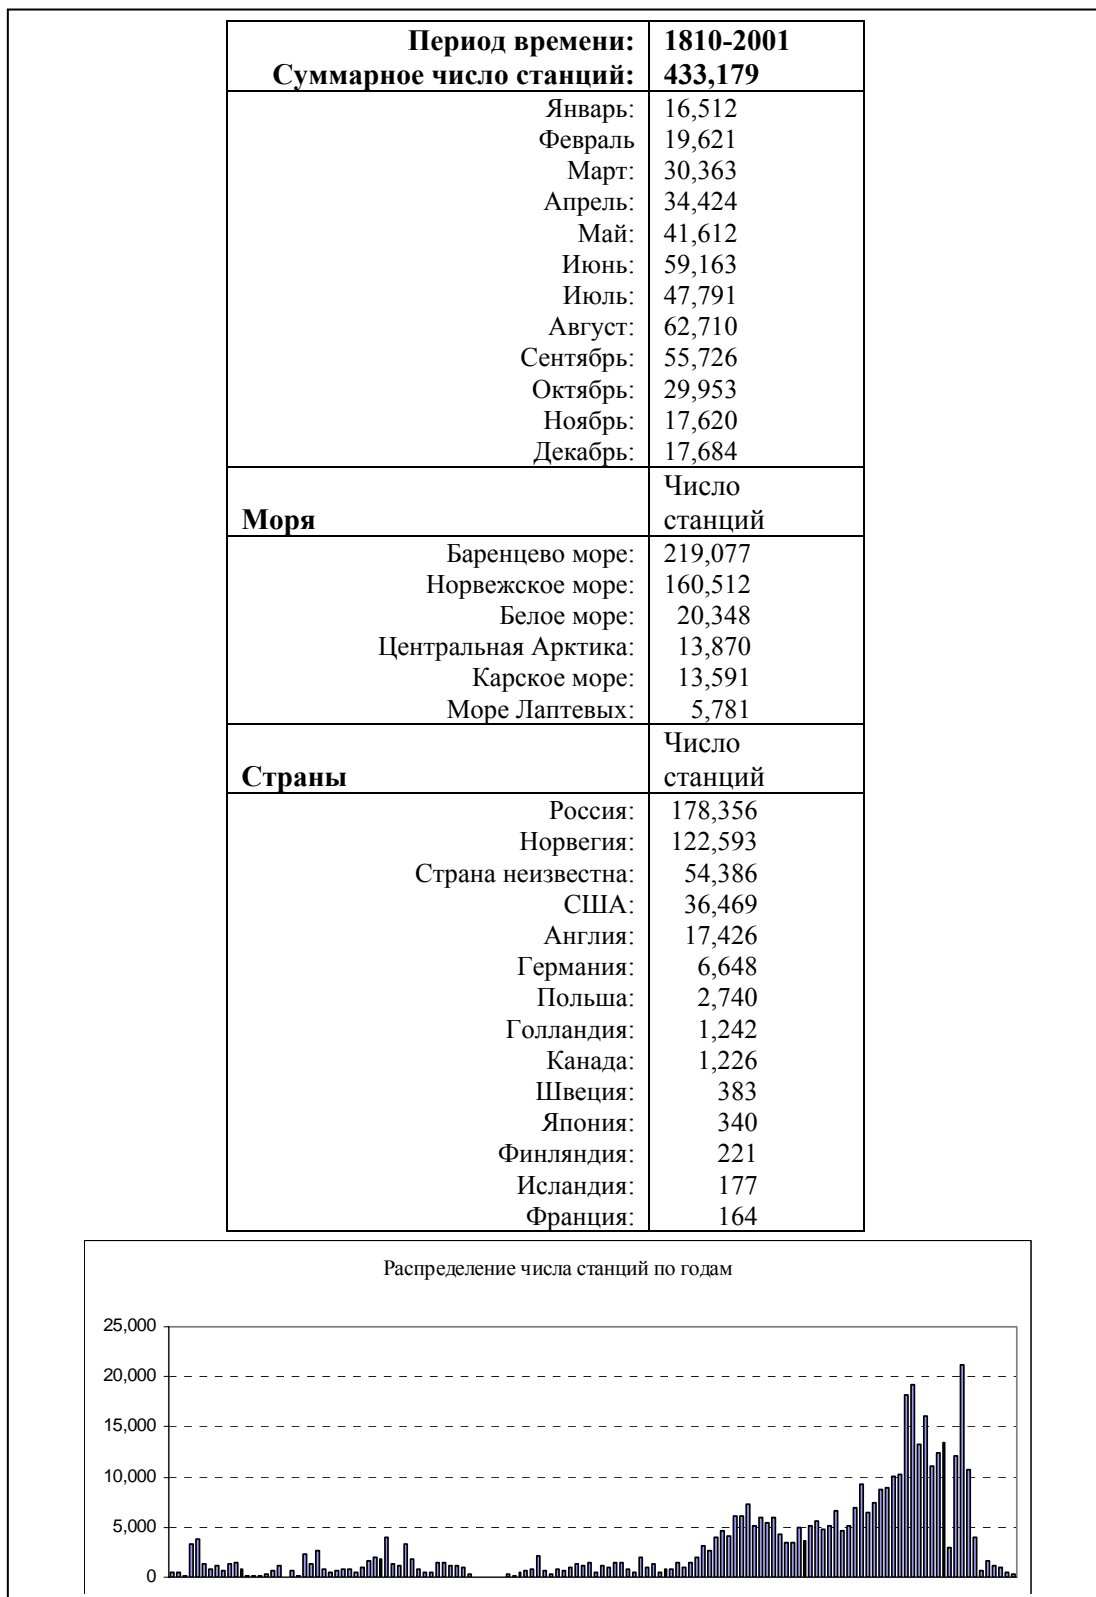 Период времени: 1810-2001
Суммарное число станций: 433,179
Январь: 16,512
Февраль 19,621
Март: 30,363
Апрель: 34,424
Май: 41,612
Июнь: 59,163
Июль: 47,791
Август: 62,710
Сентябрь: 55,726
Октябрь: 29,953
Ноябрь: 17,620
Декабрь: 17,684
Число
Моря станций
Баренцево море: 219,077
Норвежское море: 160,512
Белое море: 20,348
Центральная Арктика: 13,870
Карское море: 13,591
Море Лаптевых: 5,781
Число
Страны станций
Россия: 178,356
Норвегия: 122,593
Страна неизвестна: 54,386
США: 36,469
Англия: 17,426
Германия: 6,648
Польша: 2,740
Голландия: 1,242
Канада: 1,226
Швеция: 383
Япония: 340
Финляндия: 221
Исландия: 177
Франция: 164
Распределение числа станций по годам
25,000
20,000
15,000
10,000
5,000
0